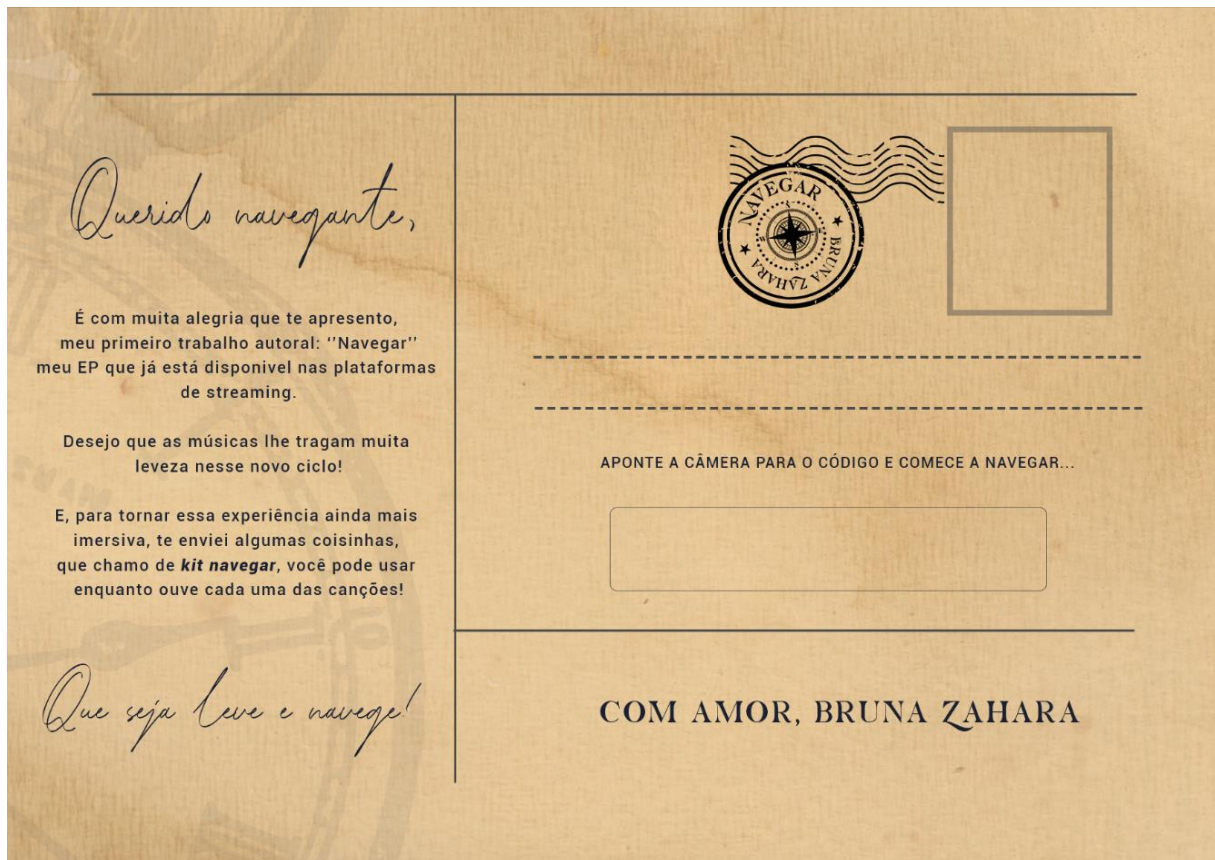 Querido navegante,
É com muita alegria que te apresento,
meu primeiro trabalho autoral: ‘’Navegar’’
meu EP que já está disponivel nas plataformas
de streaming.
Desejo que as músicas lhe tragam muita
leveza nesse novo ciclo!
E, para tornar essa experiência ainda mais
imersiva, te enviei algumas coisinhas,
que chamo de kit navegar, você pode usar
enquanto ouve cada uma das canções!
Que seja leve e navege!
NAVEGAR
BRUNA ZAHARA
APONTE A CÂMERA PARA O CÓDIGO E COMECE A NAVEGAR...
COM AMOR, BRUNA ZAHARA